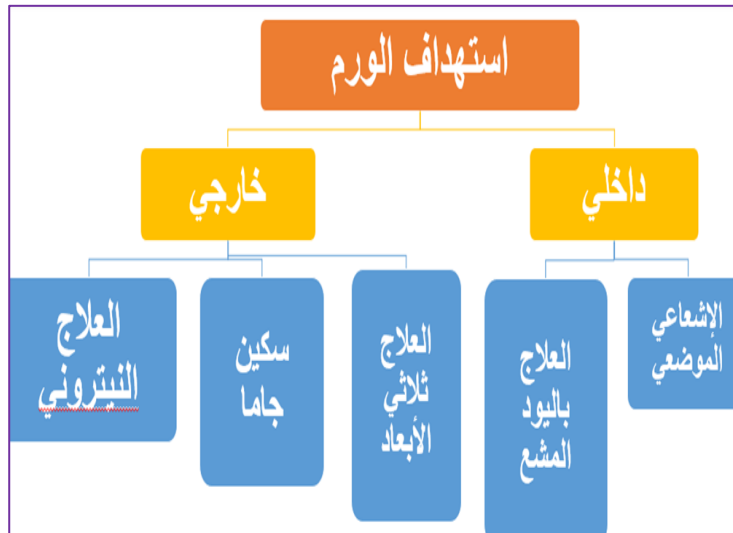 استهداف الورم
داخلي
خارجي
الإشعاعي
الموضعي
العلاج
باليود
المشع
العلاج
ثلاثي
الأبعاد
سكين
جاما
العلاج
النيتروني